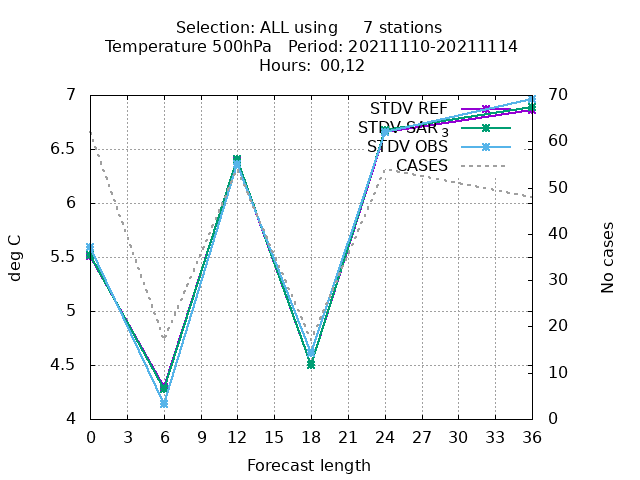 Selection: ALL using 7 stations
Temperature 500hPa Period: 20211110-20211114
Hours: 00,12
7 70
STDV REF
STDV SAR3
STDV OBS
CASES
6.5 60
6 50
5.5 40
5 30
4.5 20
10
4 0
deg C
No cases
0 3 6 9 12 15 18 21 24 27 30 33 36
Forecast length